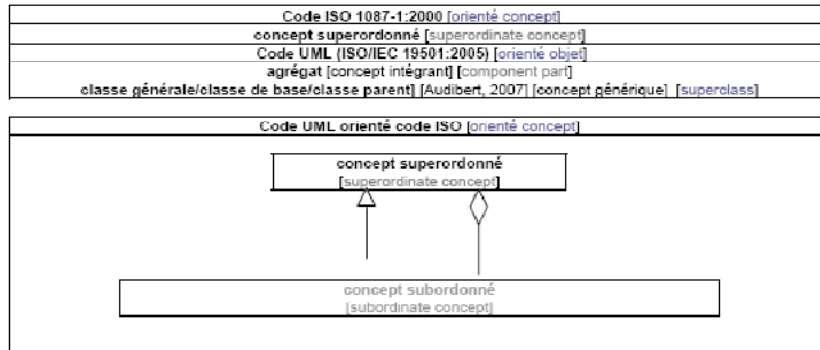 Code ISO 1087-1:2000 [orienté concept]
concept superordonné [superordinate concept]
Code UML (ISO/IEC 19501:2005) [orienté objet]
agrégat [concept intégrant] [component part]
classe générale/classe de base/classe parent] [Audibert, 2007] [concept générique] [superclass]
Code UML orienté code ISO [orienté concept]
concept superordonné
[superordinate concept]
concept subordonné
[subordinate concept]